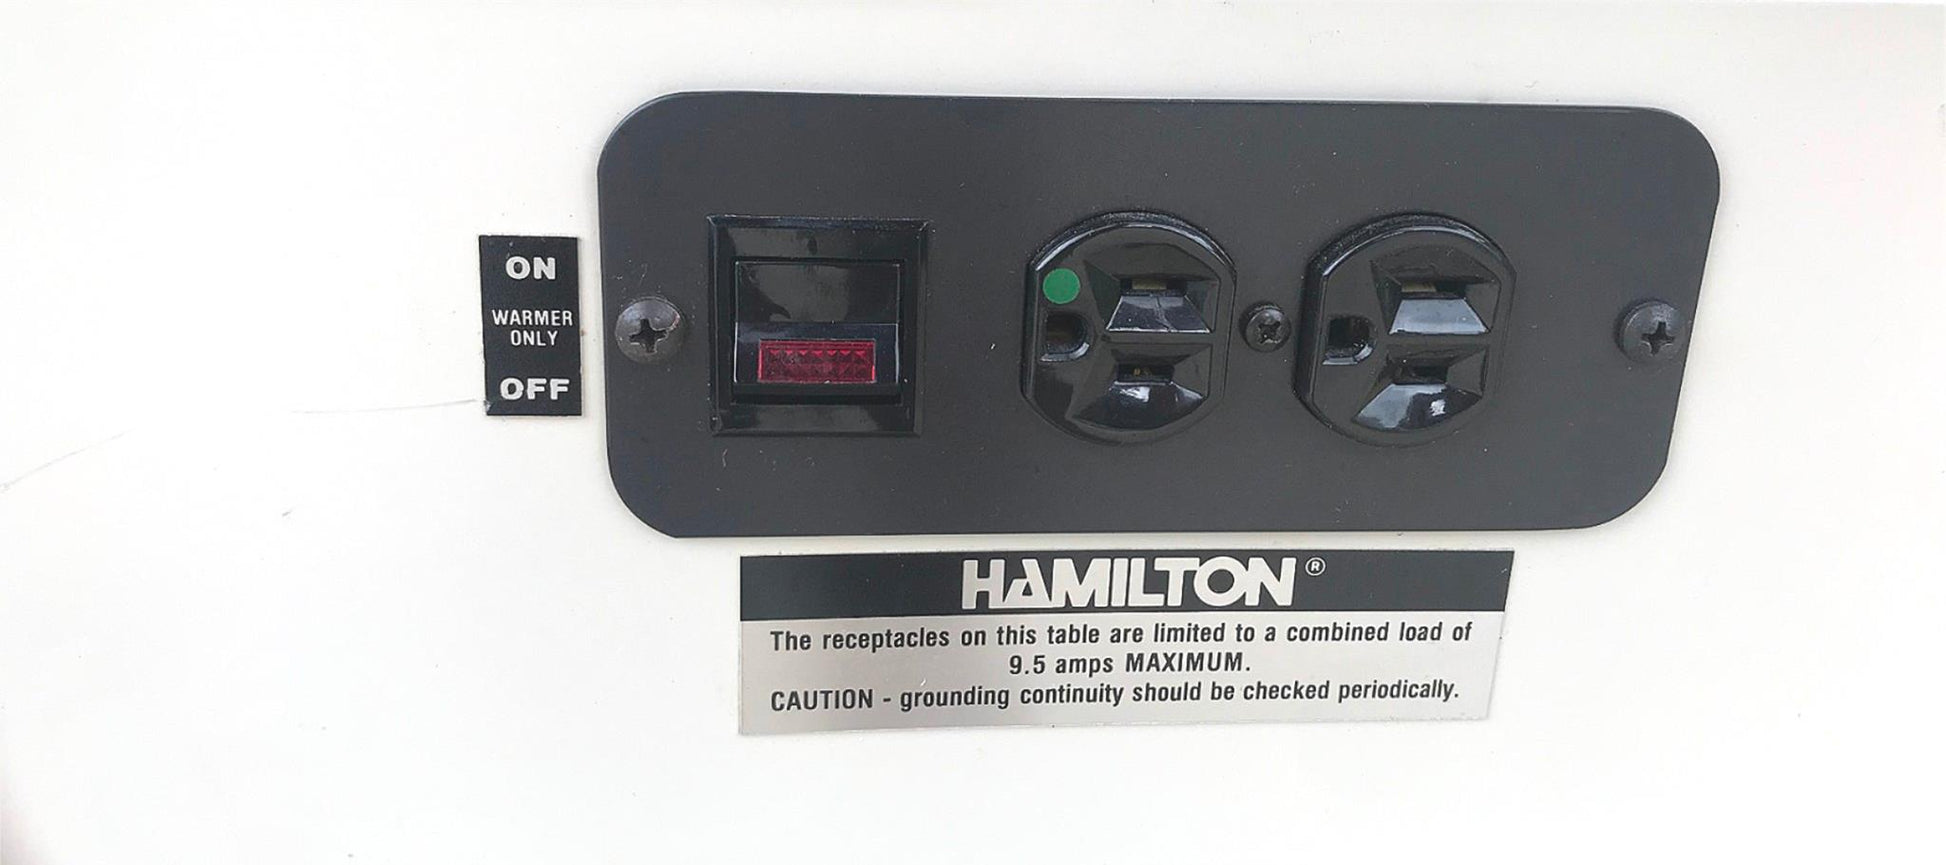 ON
WARMER
ONLY
OFF
HAMILTON®
The receptacles on this table are limited to a combined load of
9.5 amps MAXIMUM.
CAUTION - grounding continuity should be checked periodically.